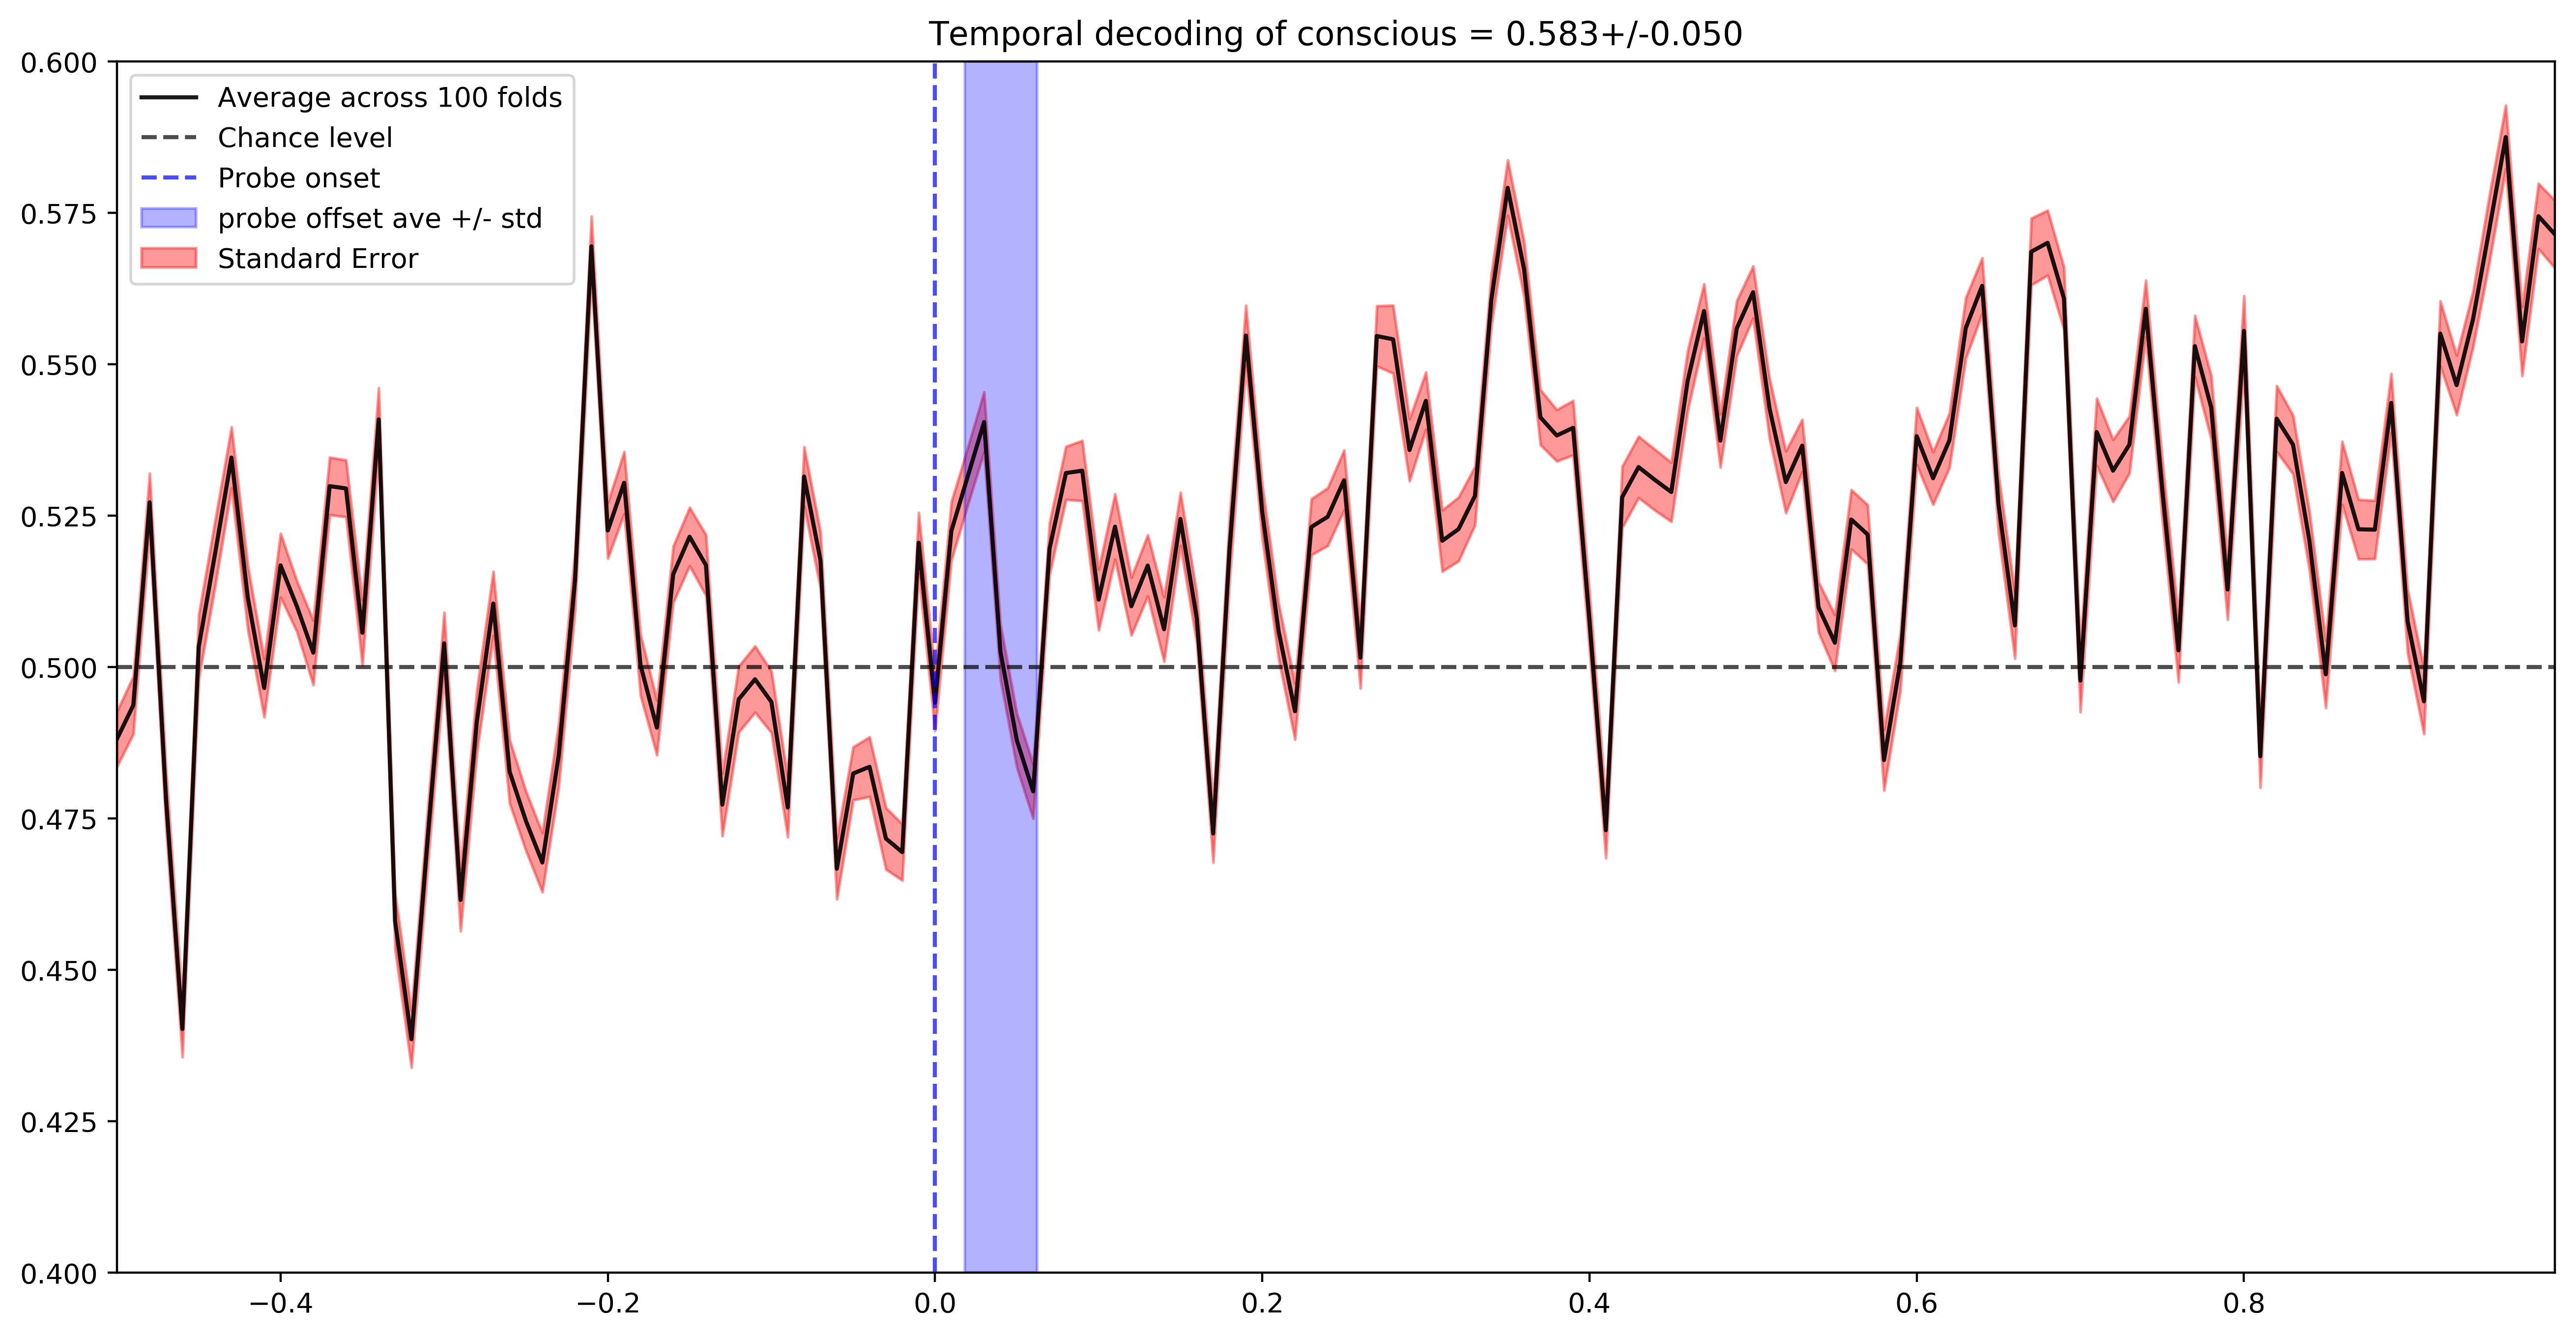 Temporal decoding of conscious = 0.583+/-0.050
0.600
0.575
0.550
0.525
0.500
0.475
0.450
0.425
0.400
Average across 100 folds
Chance level
Probe onset
probe offset ave +/- std
Standard Error
−0.4
−0.2
0.0
0.2
0.4
0.6
0.8